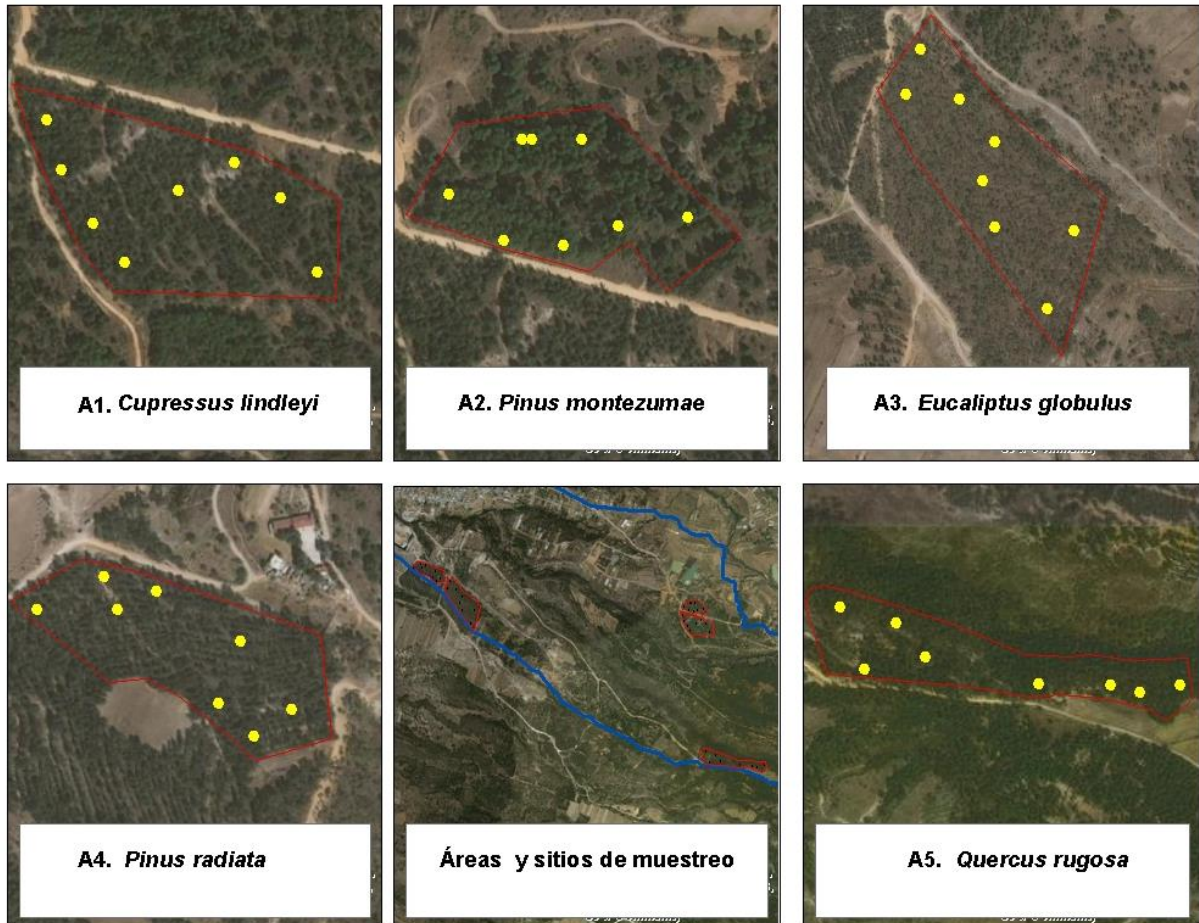 A1. Cupressus lindleyi
A2. Pinus montezumae
A3. Eucaliptus globulus
A4. Pinus radiata
Áreas y sitios de muestreo
A5. Quercus rugosa